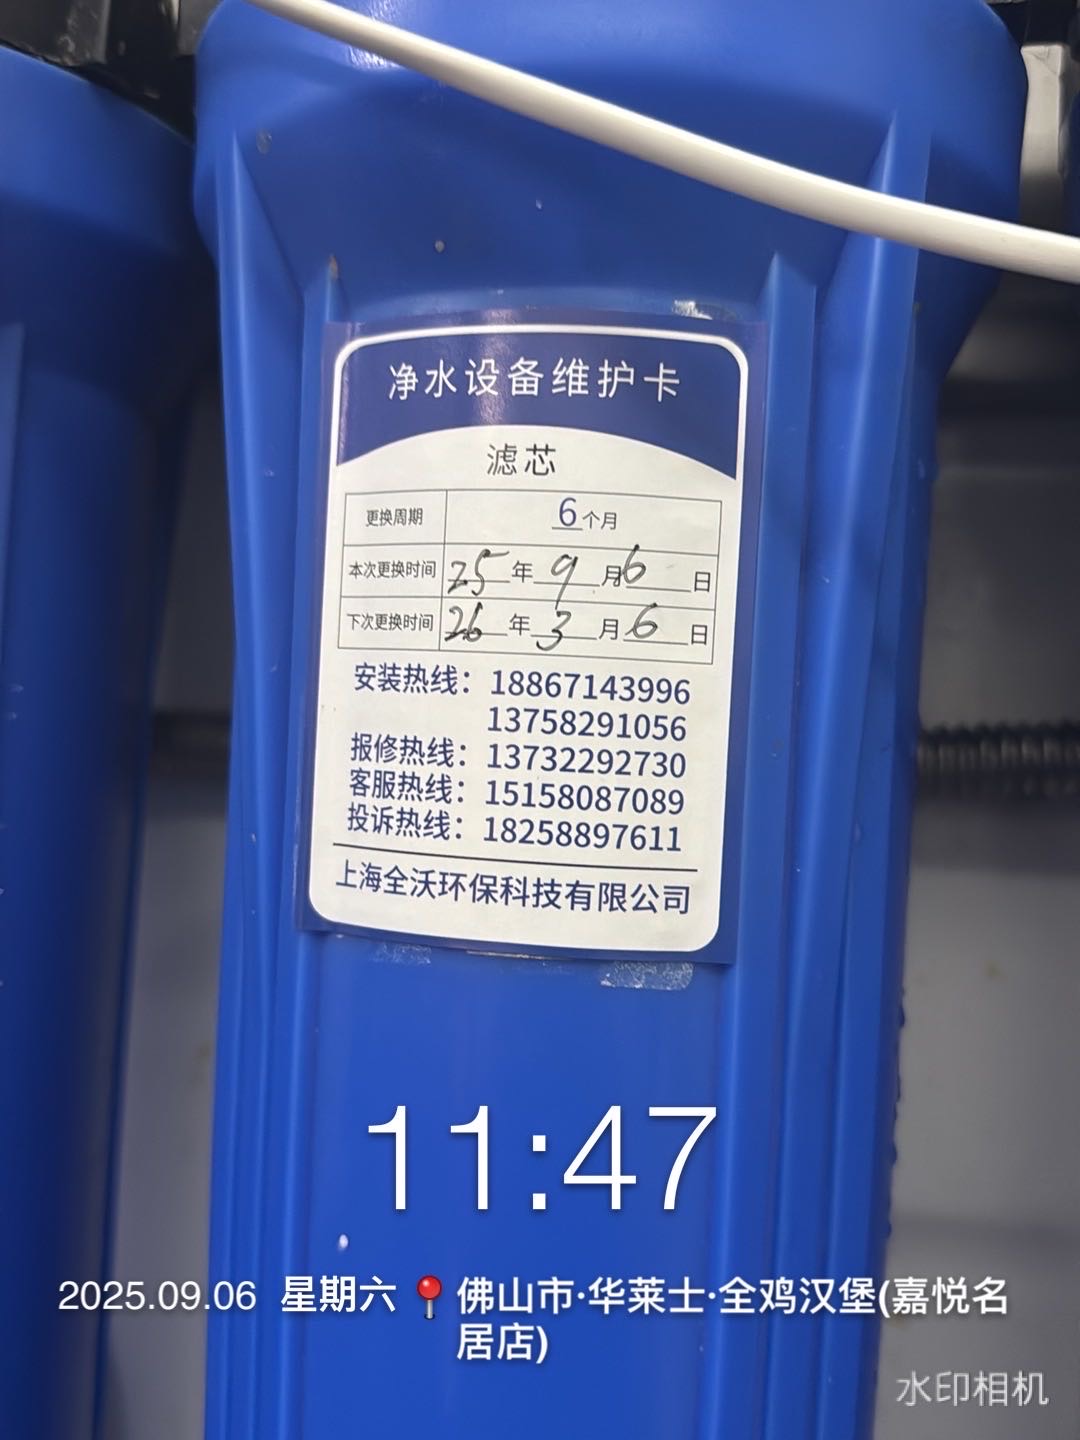 净水设备维护卡
滤芯
更换周期 6个月
本次更换时间 25年9月6日
下次更换时间 26年3月6日
安装热线：18867143996
13758291056
报修热线：13732292730
客服热线：15158087089
投诉热线：18258897611
上海全沃环保科技有限公司
11:47
2025.09.06 星期六 佛山市·华莱士·全鸡汉堡(嘉悦名
居店)
水印相机